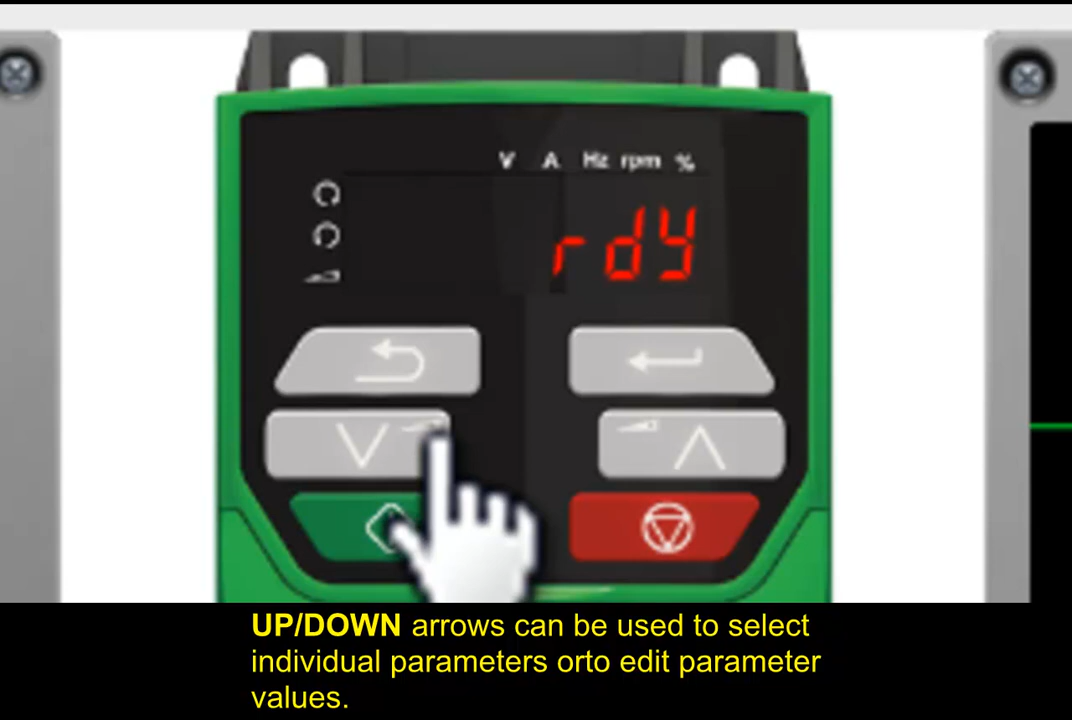 V A Hz rpm %
rdy
UP/DOWN arrows can be used to select
individual parameters orto edit parameter
values.